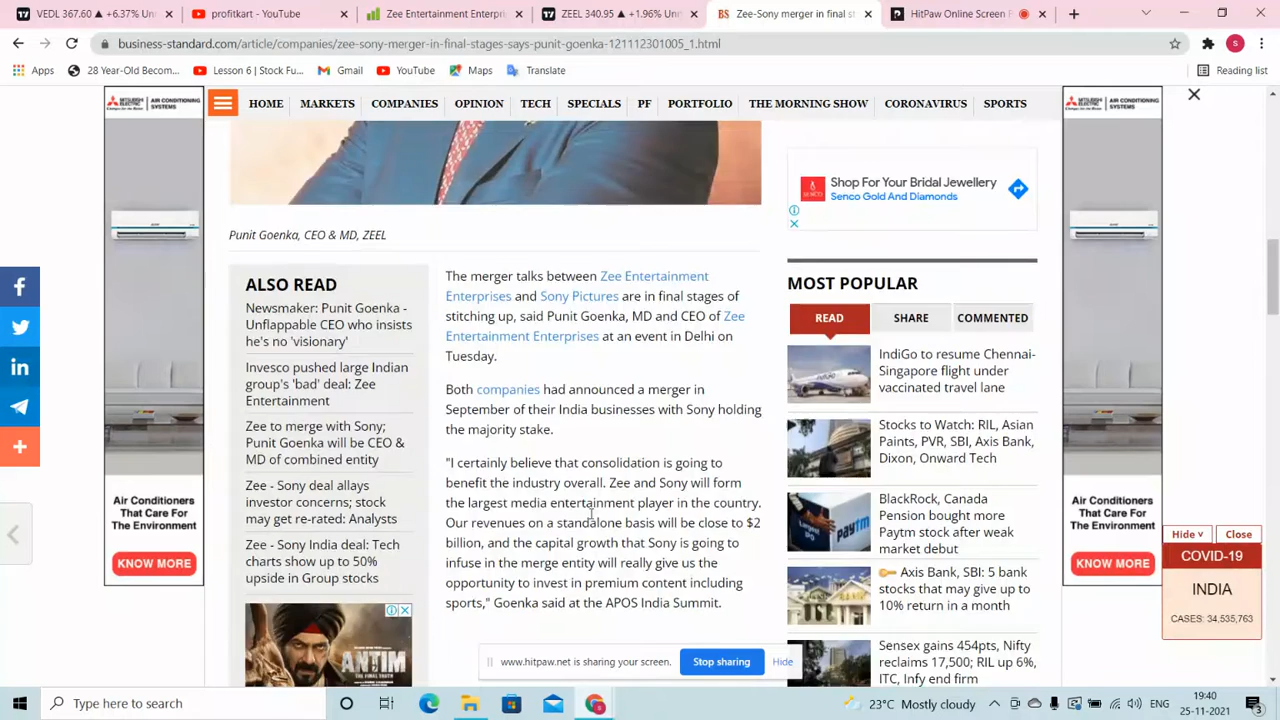 VEDL 367.60 ▲ +6.37% Un
profitkart - YouTube
Zee Entertainment Enterpri
ZEEL 340.95 ▲ +1.96% Un
Zee-Sony merger in final st
HitPaw Online Screen
business-standard.com/article/companies/zee-sony-merger-in-final-stages-says-punit-goenka-121112301005_1.html
Apps
28 Year-Old Becom...
Lesson 6 | Stock Fu...
Gmail
YouTube
Maps
Translate
Reading list
MITSUBISHI ELECTRIC
AIR CONDITIONING SYSTEMS
HOME
MARKETS
COMPANIES
OPINION
TECH
SPECIALS
PF
PORTFOLIO
THE MORNING SHOW
CORONAVIRUS
SPORTS
MITSUBISHI ELECTRIC
AIR CONDITIONING SYSTEMS
Punit Goenka, CEO & MD, ZEEL
ALSO READ
Newsmaker: Punit Goenka -
Unflappable CEO who insists
he's no 'visionary'
Invesco pushed large Indian
group's 'bad' deal: Zee
Entertainment
Zee to merge with Sony;
Punit Goenka will be CEO &
MD of combined entity
Zee - Sony deal allays
investor concerns; stock
may get re-rated: Analysts
Zee - Sony India deal: Tech
charts show up to 50%
upside in Group stocks
ANTIM
The merger talks between Zee Entertainment
Enterprises and Sony Pictures are in final stages of
stitching up, said Punit Goenka, MD and CEO of Zee
Entertainment Enterprises at an event in Delhi on
Tuesday.
Both companies had announced a merger in
September of their India businesses with Sony holding
the majority stake.
"I certainly believe that consolidation is going to
benefit the industry overall. Zee and Sony will form
the largest media entertainment player in the country.
Our revenues on a standalone basis will be close to $2
billion, and the capital growth that Sony is going to
infuse in the merge entity will really give us the
opportunity to invest in premium content including
sports," Goenka said at the APOS India Summit.
Shop For Your Bridal Jewellery
Senco Gold And Diamonds
MOST POPULAR
READ
SHARE
COMMENTED
IndiGo to resume Chennai-
Singapore flight under
vaccinated travel lane
Stocks to Watch: RIL, Asian
Paints, PVR, SBI, Axis Bank,
Dixon, Onward Tech
BlackRock, Canada
Pension bought more
Paytm stock after weak
market debut
Axis Bank, SBI: 5 bank
stocks that may give up to
10% return in a month
Sensex gains 454pts, Nifty
reclaims 17,500; RIL up 6%,
ITC, Infy end firm
Air Conditioners
That Care For
The Environment
KNOW MORE
Air Conditioners
That Care For
The Environment
KNOW MORE
Hide
Close
COVID-19
INDIA
CASES: 34,535,763
www.hitpaw.net is sharing your screen.
Stop sharing
Hide
Type here to search
23°C Mostly cloudy
ENG
19:40
25-11-2021
3